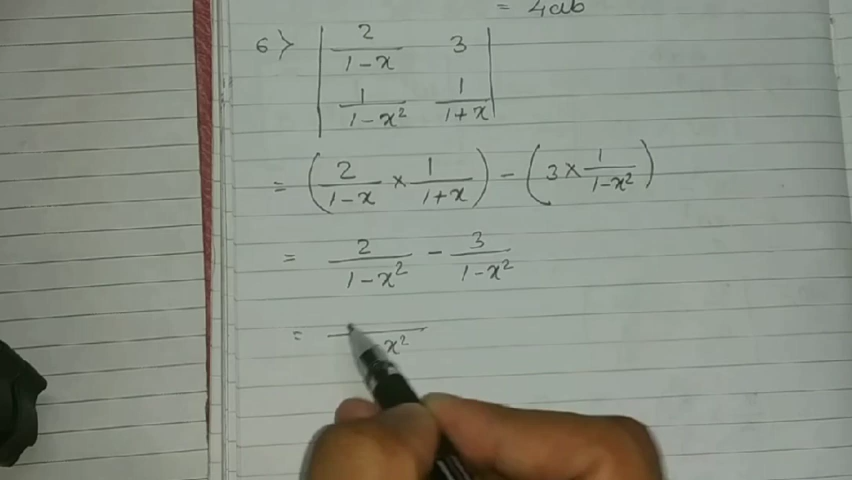 = 4ab
6> | 2/(1-x) 3 |
| 1/(1-x²) 1/(1+x) |
= (2/(1-x) × 1/(1+x)) - (3 × 1/(1-x²))
= 2/(1-x²) - 3/(1-x²)
= x²